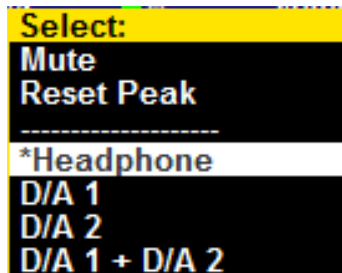 Select:
Mute
Reset Peak
--------------------
*Headphone
D/A 1
D/A 2
D/A 1 + D/A 2